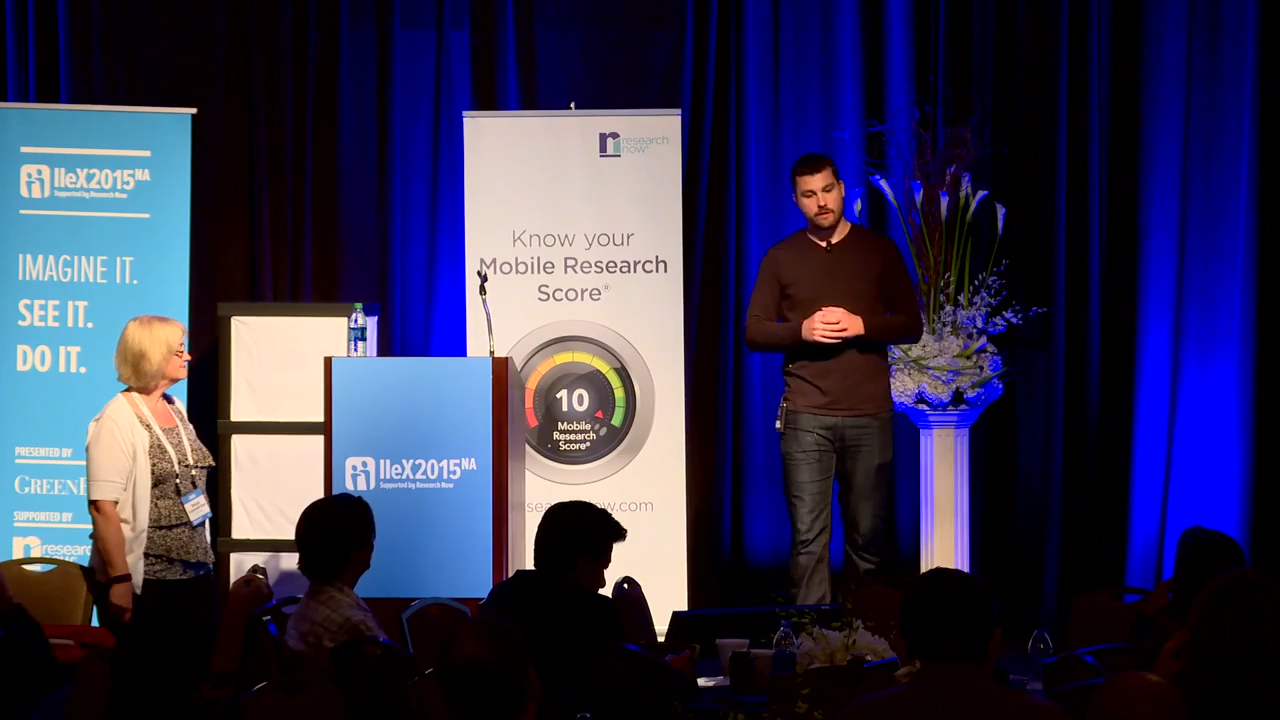 IIeX2015NA
Supported by Research Now
IMAGINE IT.
SEE IT.
DO IT.
PRESENTED BY
SUPPORTED BY
research
IIeX2015NA
Supported by Research Now
research
now
Know your
Mobile Research
Score®
10
Mobile
Research
Score®